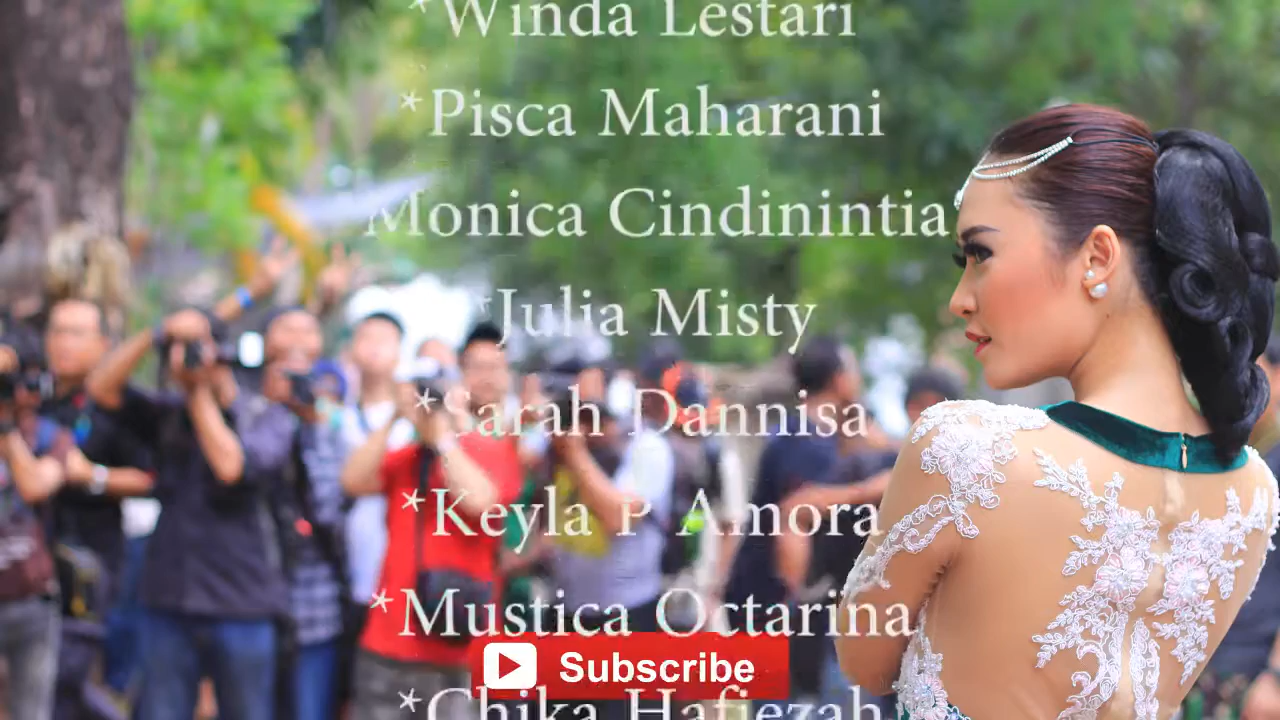 *Winda Lestari
*Pisca Maharani
Monica Cindinintia
*Julia Misty
*Sarah Dannisa
*Keyla P Amora
*Mustica Octarina
Subscribe
*Chika Hafiezah